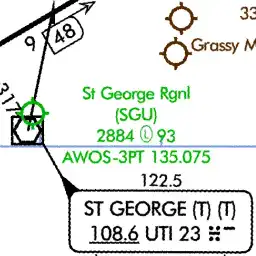 33
9
48
Grassy M
317
St George Rgnl
(SGU)
2884 Ⓛ 93
AWOS-3PT 135.075
122.5
ST GEORGE (T) (T)
108.6 UTI 23